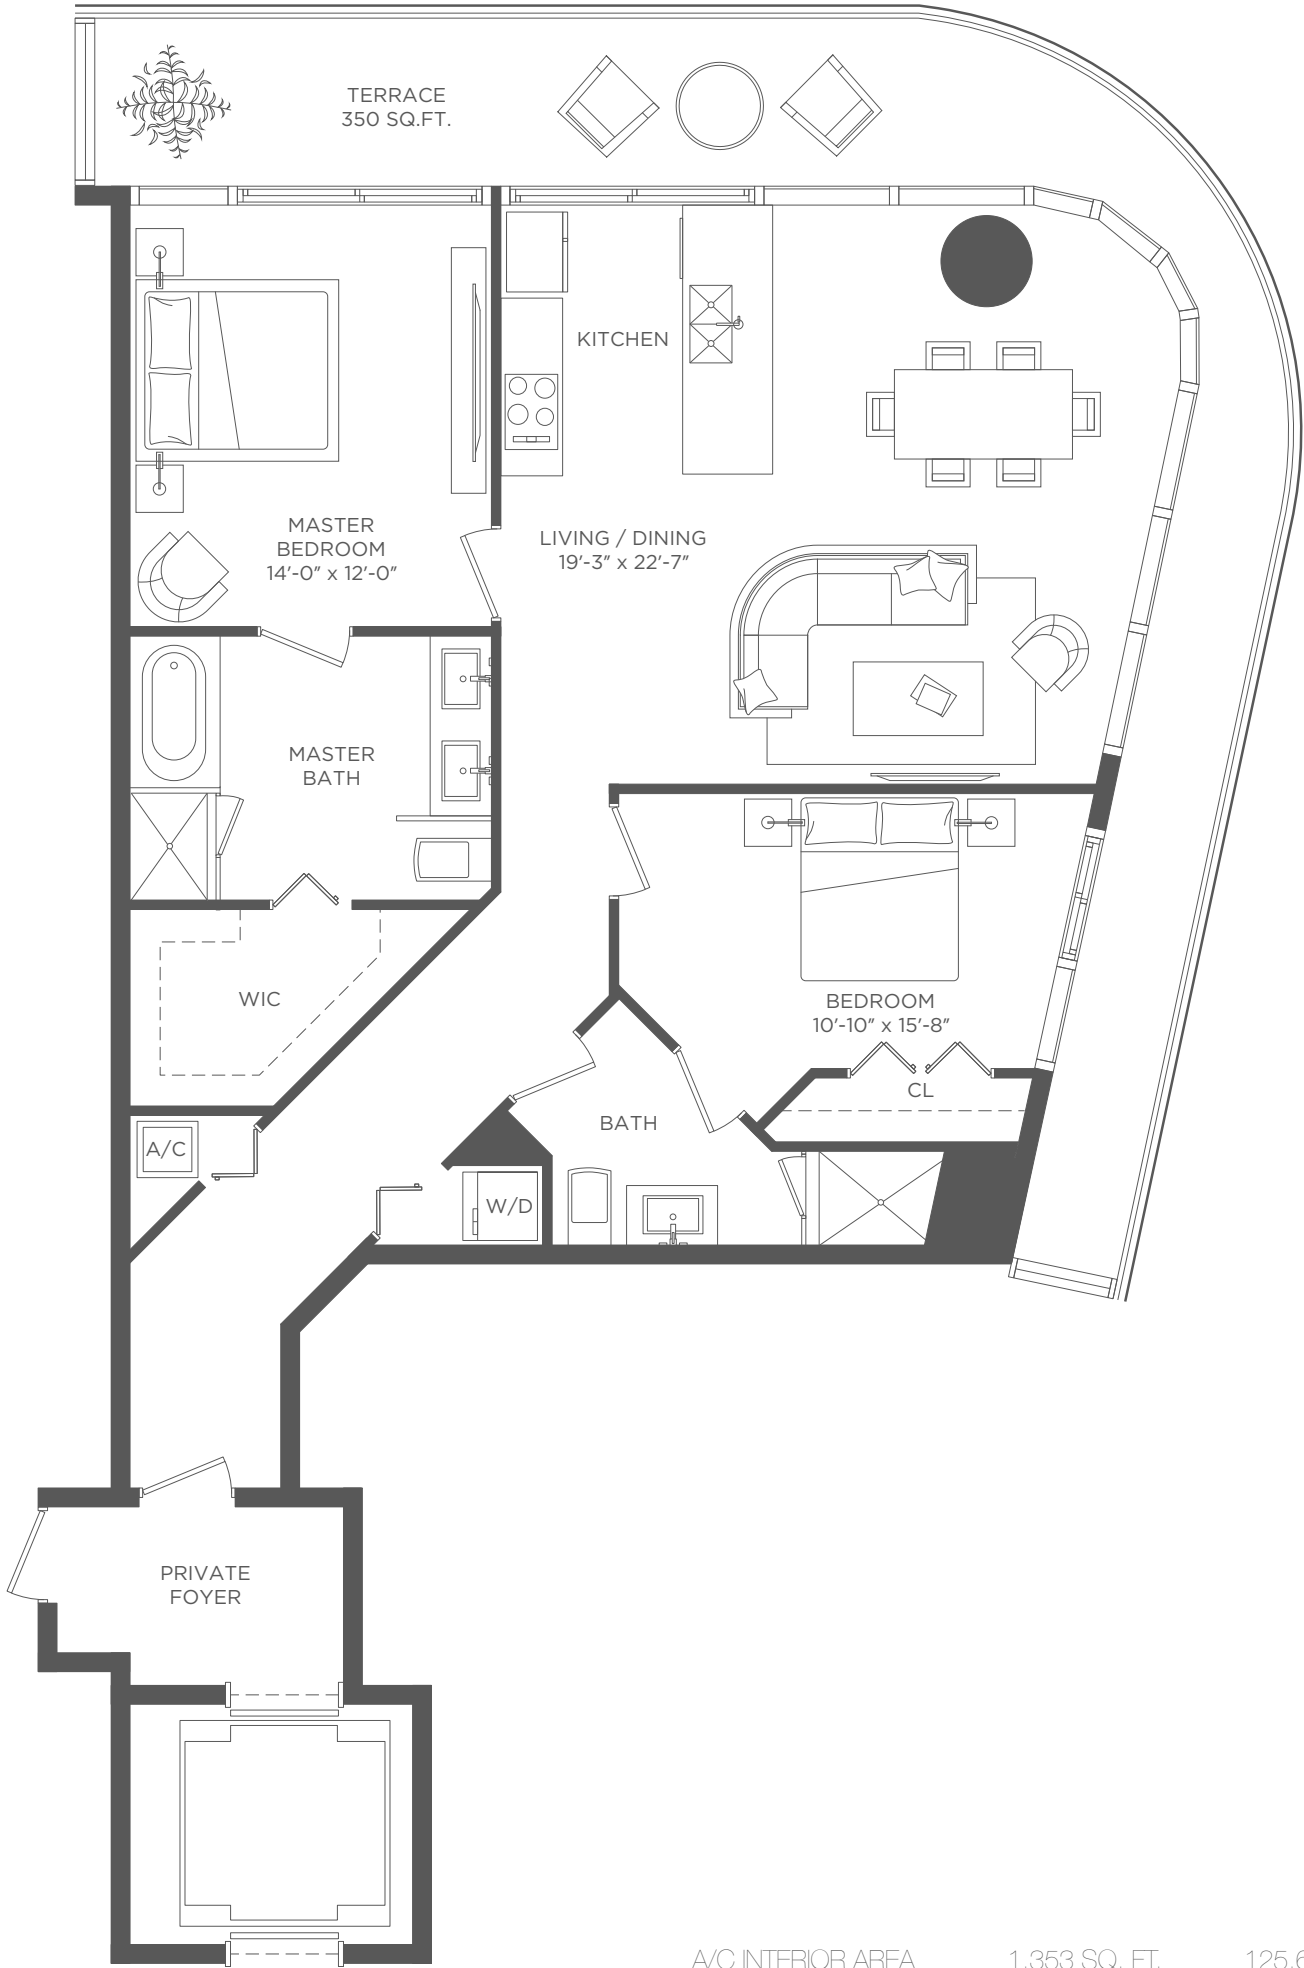 TERRACE
350 SQ.FT.
KITCHEN
MASTER
BEDROOM
14'-0" x 12'-0"
LIVING / DINING
19'-3" x 22'-7"
MASTER
BATH
WIC
BEDROOM
10'-10" x 15'-8"
CL
BATH
A/C
W/D
PRIVATE
FOYER
A/C INTERIOR AREA 1,353 SQ. FT.